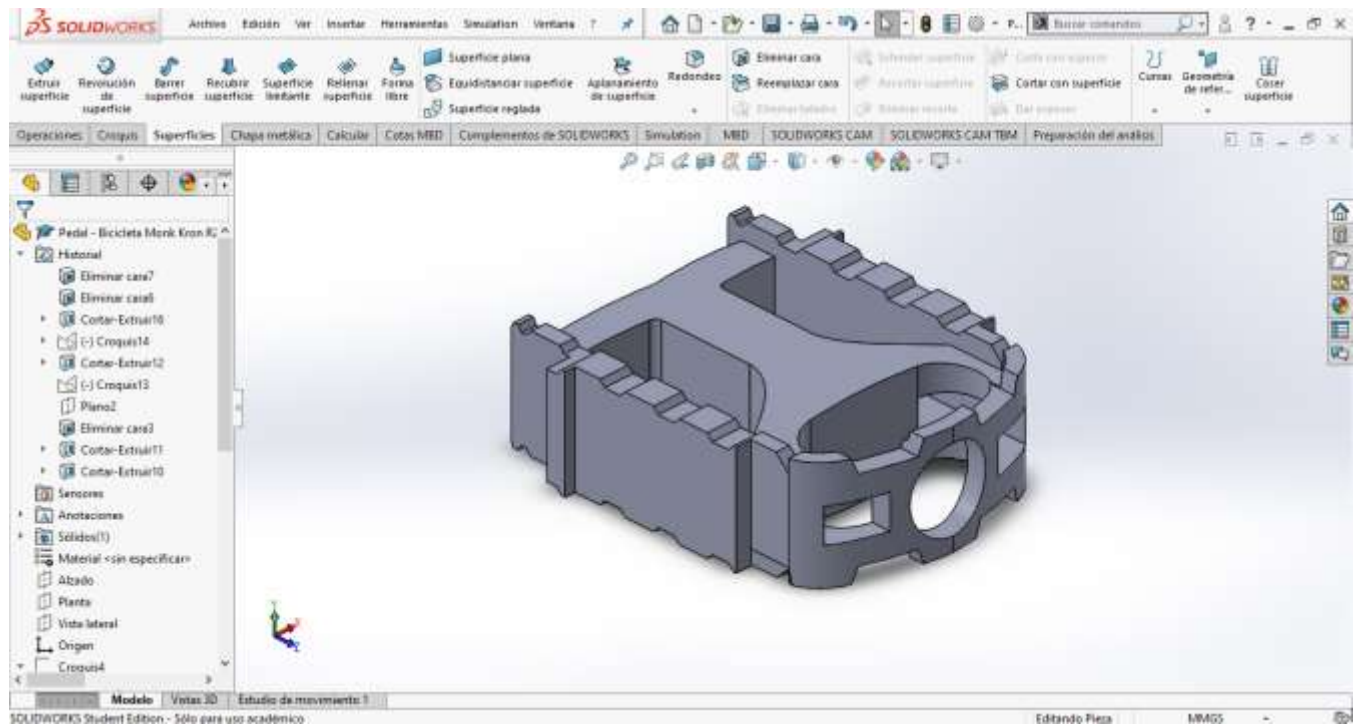 SOLIDWORKS Archivo Edición Ver Insertar Herramientas Simulation Ventana ?
P... Buscar comandos
Extruir superficie
Revolución de superficie
Barrer superficie
Recubrir superficie
Superficie limitante
Rellenar superficie
Forma libre
Superficie plana
Equidistanciar superficie
Superficie reglada
Aplanamiento de superficie
Redondeo
Eliminar cara
Reemplazar cara
Cortar con superficie
Curvas
Geometría de refer...
Coser superficie
Operaciones Croquis Superficies Chapa metálica Calcular Cotas MBD Complementos de SOLIDWORKS Simulation MBD SOLIDWORKS CAM SOLIDWORKS CAM TBM Preparación del análisis
Pedal - Bicicleta Monk Kron
Historial
Eliminar cara7
Eliminar cara6
Cortar-Extruir16
(-) Croquis14
Cortar-Extruir12
(-) Croquis13
Plano2
Eliminar cara3
Cortar-Extruir11
Cortar-Extruir10
Sensores
Anotaciones
Sólidos(1)
Material <sin especificar>
Alzado
Planta
Vista lateral
Origen
Croquis4
Modelo Vistas 3D Estudio de movimiento 1
SOLIDWORKS Student Edition - Sólo para uso académico
Editando Pieza MMGS -